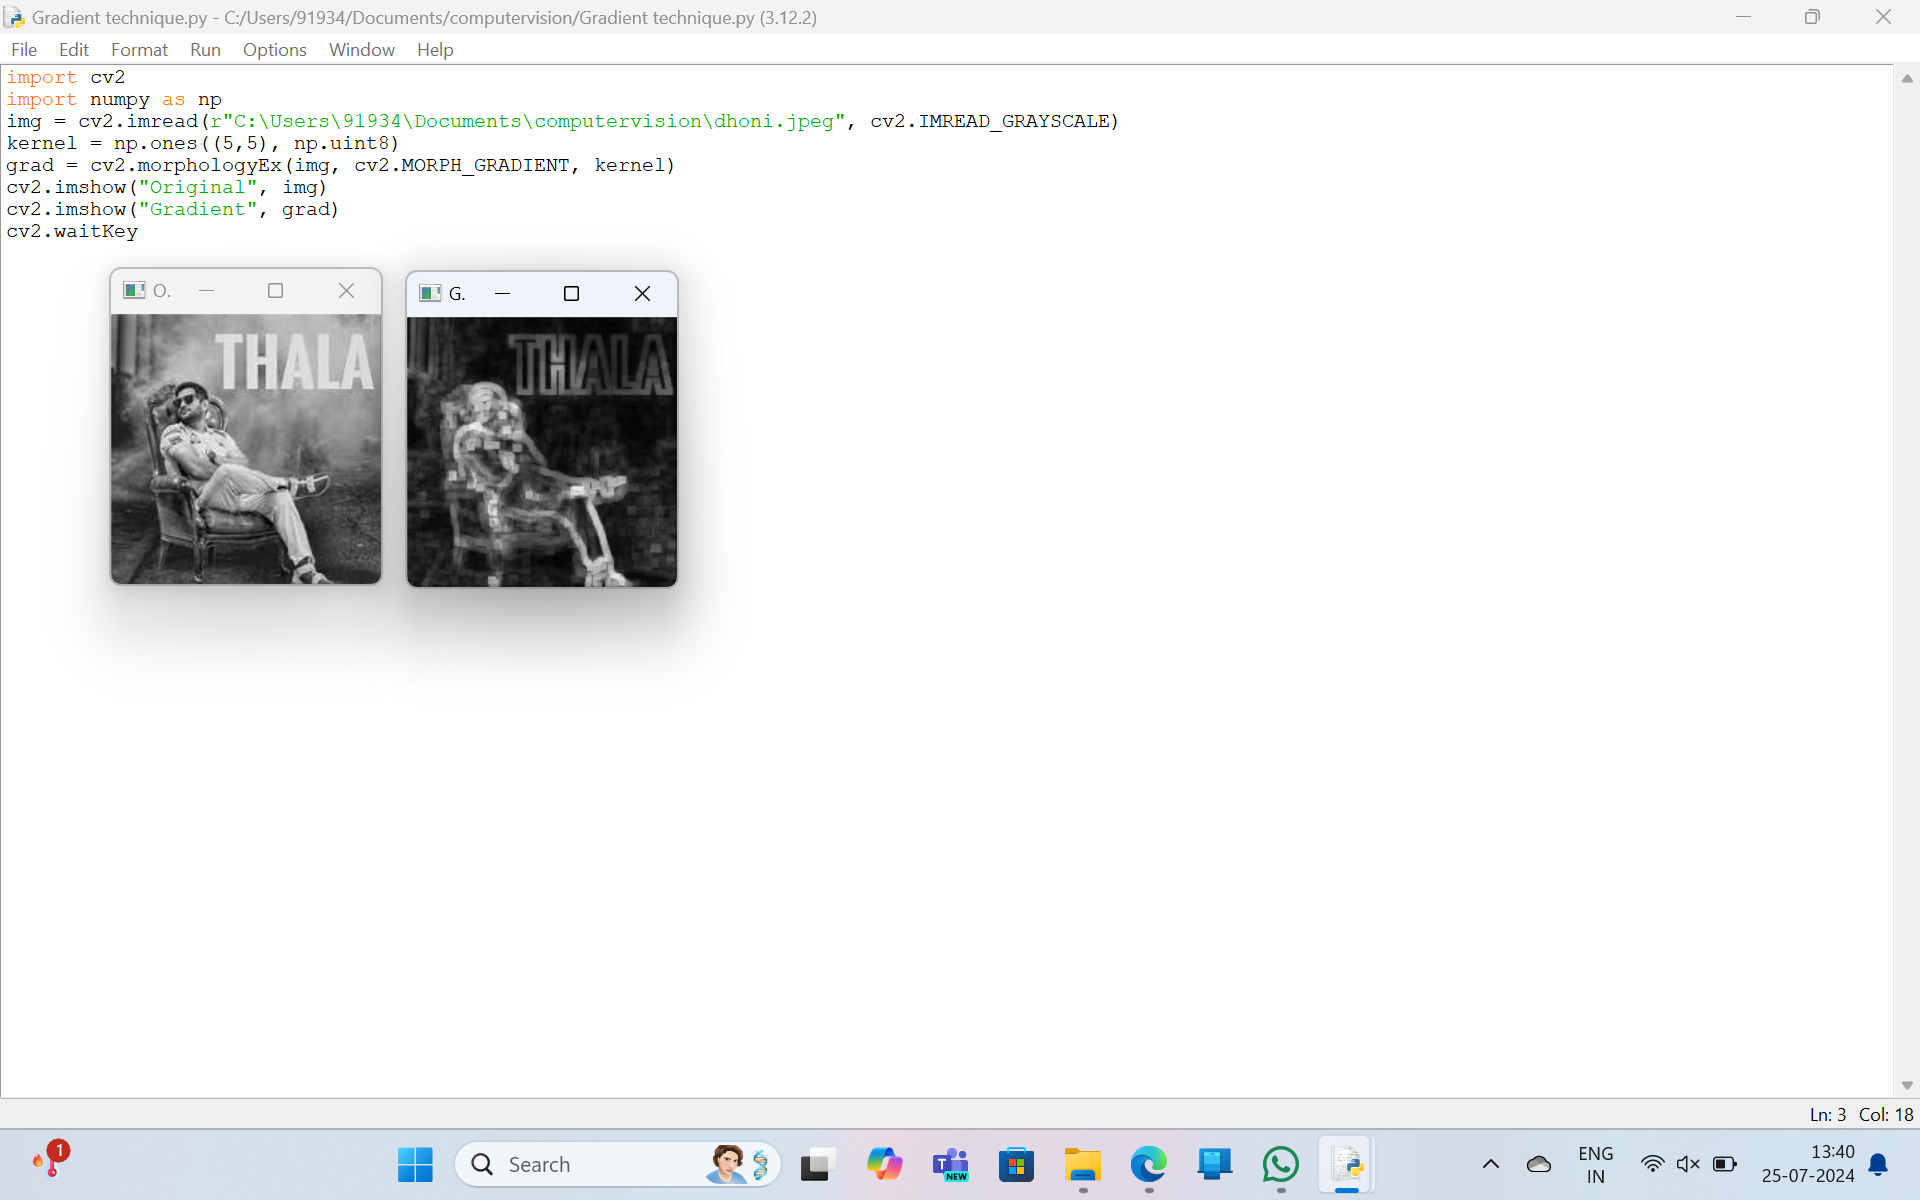 Gradient technique.py - C:/Users/91934/Documents/computervision/Gradient technique.py (3.12.2)
File Edit Format Run Options Window Help
import cv2
import numpy as np
img = cv2.imread(r"C:\Users\91934\Documents\computervision\dhoni.jpeg", cv2.IMREAD_GRAYSCALE)
kernel = np.ones((5,5), np.uint8)
grad = cv2.morphologyEx(img, cv2.MORPH_GRADIENT, kernel)
cv2.imshow("Original", img)
cv2.imshow("Gradient", grad)
cv2.waitKey
O.
THALA
G.
THALA
Ln: 3 Col: 18
1
Search
T NEW
ENG
IN
13:40
25-07-2024